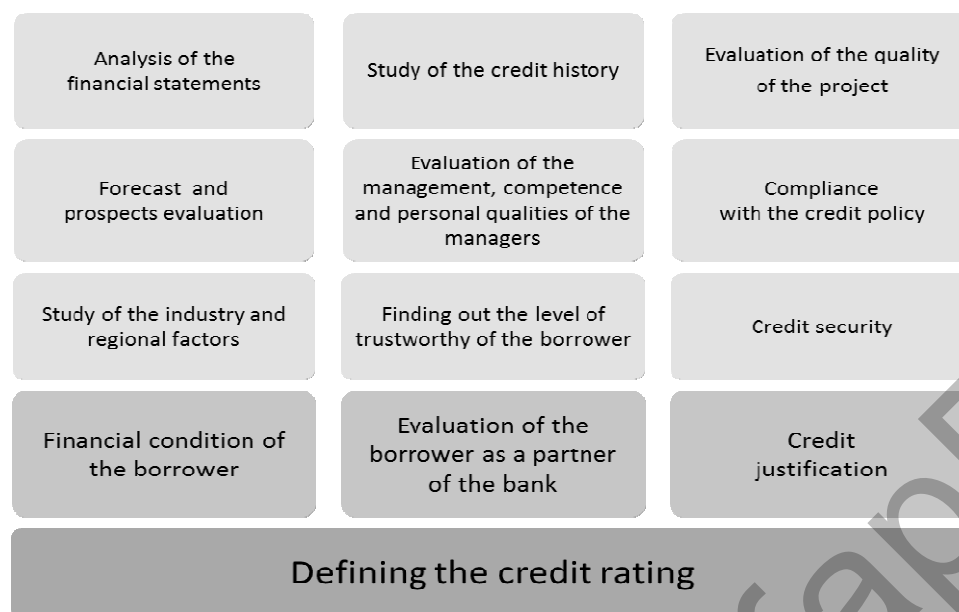 Analysis of the
financial statements
Study of the credit history
Evaluation of the quality
of the project
Forecast and
prospects evaluation
Evaluation of the
management, competence
and personal qualities of the
managers
Compliance
with the credit policy
Study of the industry and
regional factors
Finding out the level of
trustworthy of the borrower
Credit security
Financial condition of
the borrower
Evaluation of the
borrower as a partner
of the bank
Credit
justification
Defining the credit rating